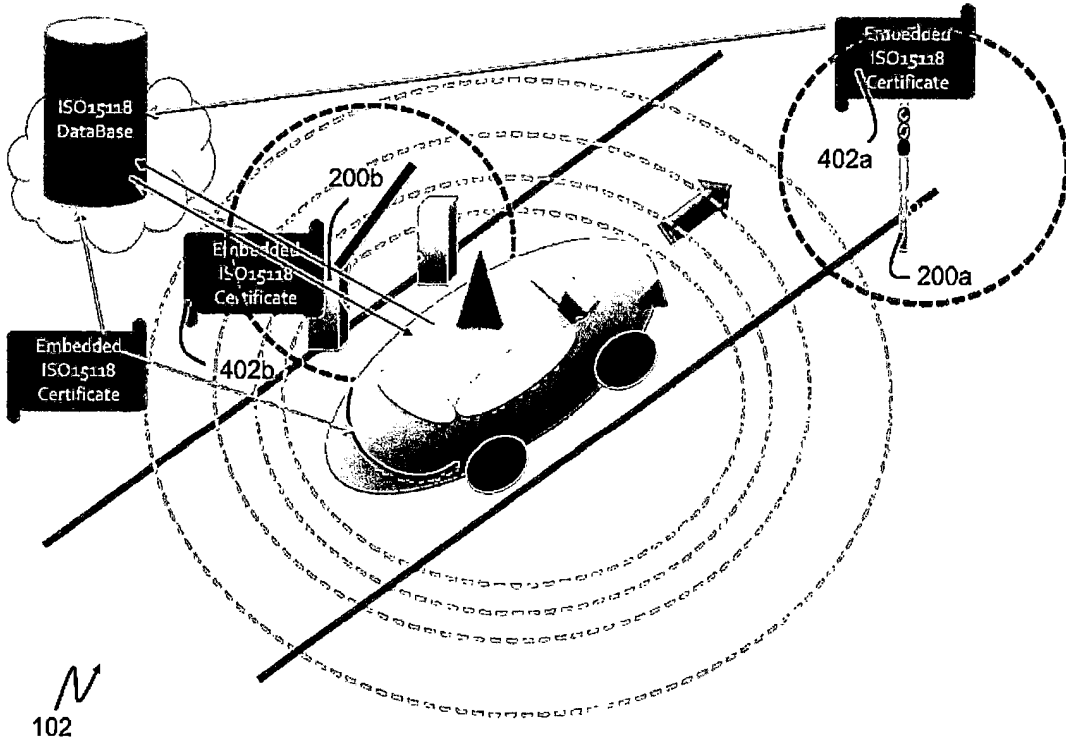 ISO15118
DataBase
Embedded
ISO15118
Certificate
402a
200a
200b
Embedded
ISO15118
Certificate
402b
Embedded
ISO15118
Certificate
102